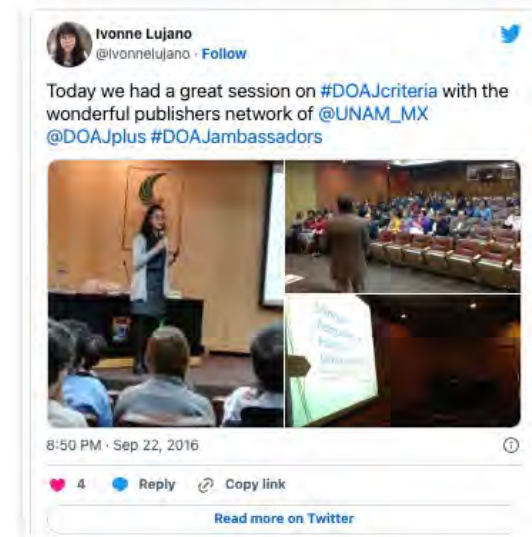 Ivonne Lujano
@ivonnelujano · Follow
Today we had a great session on #DOAJcriteria with the
wonderful publishers network of @UNAM_MX
@DOAJplus #DOAJambassadors
8:50 PM · Sep 22, 2016
4 Reply Copy link
Read more on Twitter